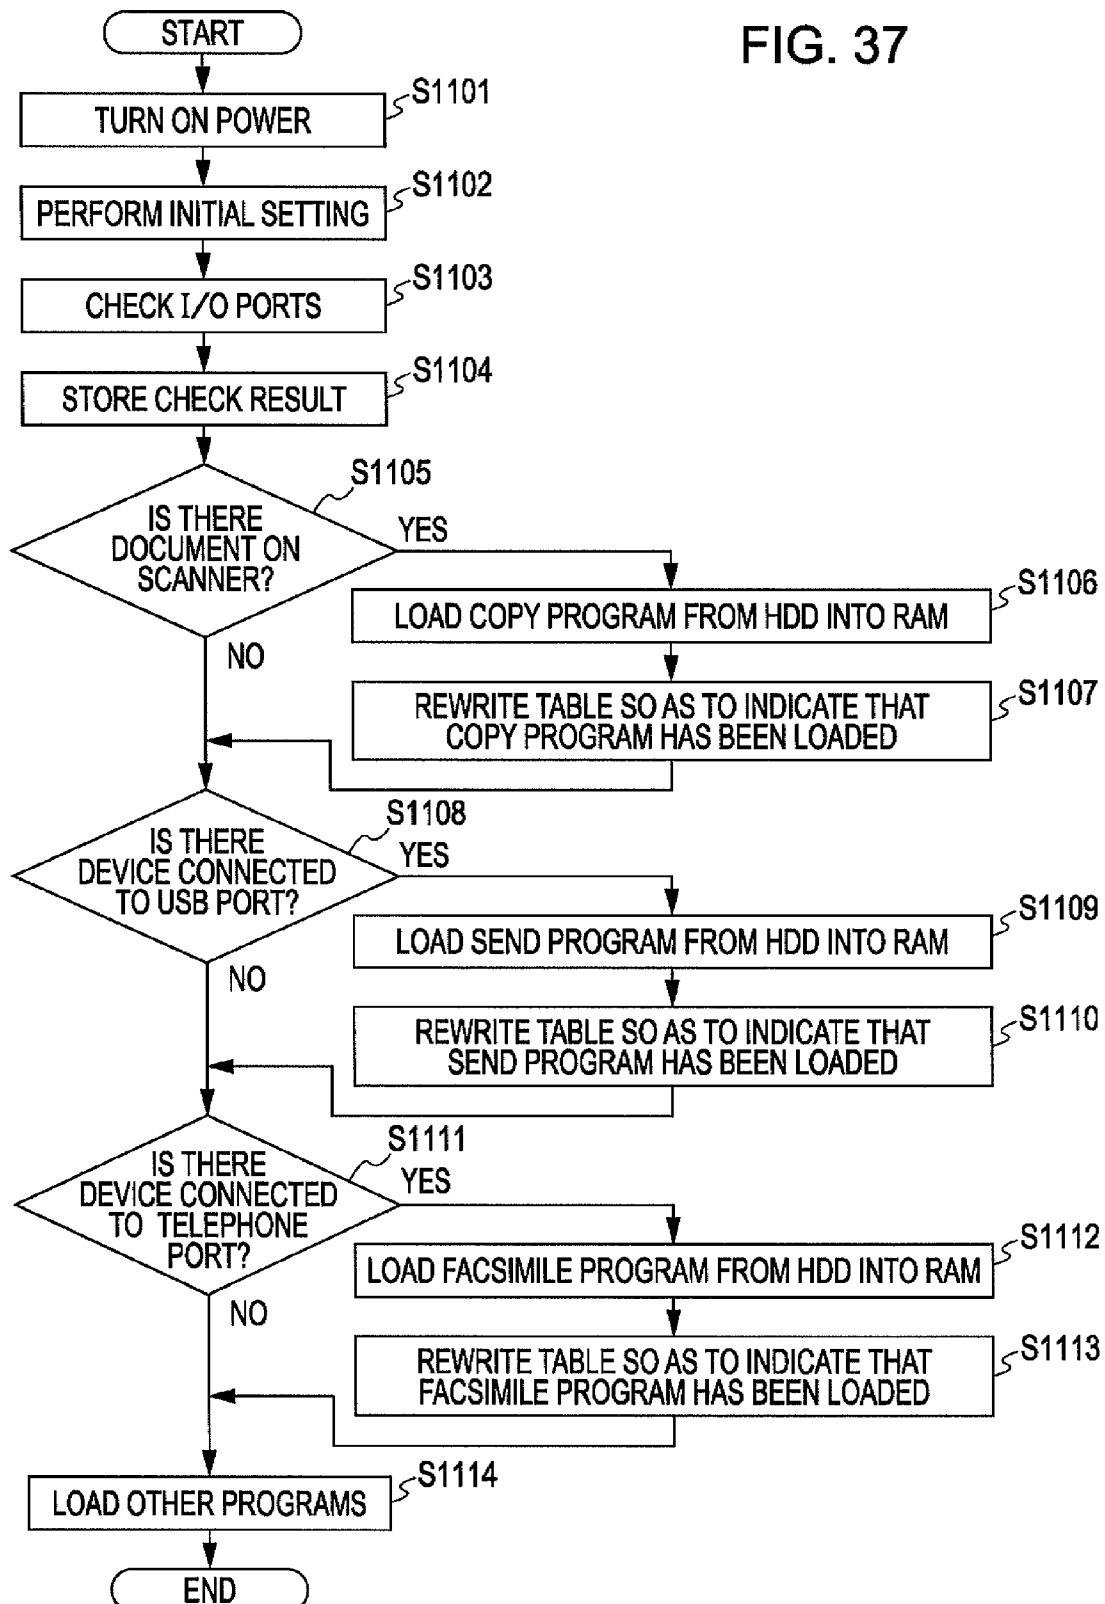 FIG. 37
START
S1101
TURN ON POWER
S1102
PERFORM INITIAL SETTING
S1103
CHECK I/O PORTS
S1104
STORE CHECK RESULT
S1105
IS THERE
DOCUMENT ON
SCANNER?
YES
NO
S1106
LOAD COPY PROGRAM FROM HDD INTO RAM
S1107
REWRITE TABLE SO AS TO INDICATE THAT
COPY PROGRAM HAS BEEN LOADED
S1108
IS THERE
DEVICE CONNECTED
TO USB PORT?
YES
NO
S1109
LOAD SEND PROGRAM FROM HDD INTO RAM
S1110
REWRITE TABLE SO AS TO INDICATE THAT
SEND PROGRAM HAS BEEN LOADED
S1111
IS THERE
DEVICE CONNECTED
TO TELEPHONE
PORT?
YES
NO
S1112
LOAD FACSIMILE PROGRAM FROM HDD INTO RAM
S1113
REWRITE TABLE SO AS TO INDICATE THAT
FACSIMILE PROGRAM HAS BEEN LOADED
S1114
LOAD OTHER PROGRAMS
END